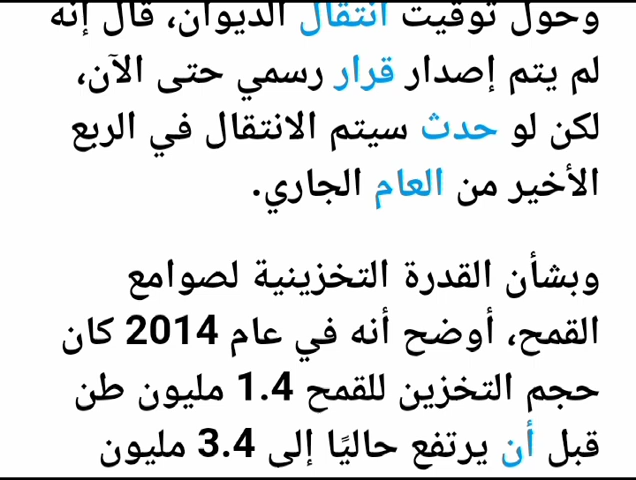 وحول توقيت انتقال الديوان، قال إنه
لم يتم إصدار قرار رسمي حتى الآن،
لكن لو حدث سيتم الانتقال في الربع
الأخير من العام الجاري.
وبشأن القدرة التخزينية لصوامع
القمح، أوضح أنه في عام 2014 كان
حجم التخزين للقمح 1.4 مليون طن
قبل أن يرتفع حاليًا إلى 3.4 مليون